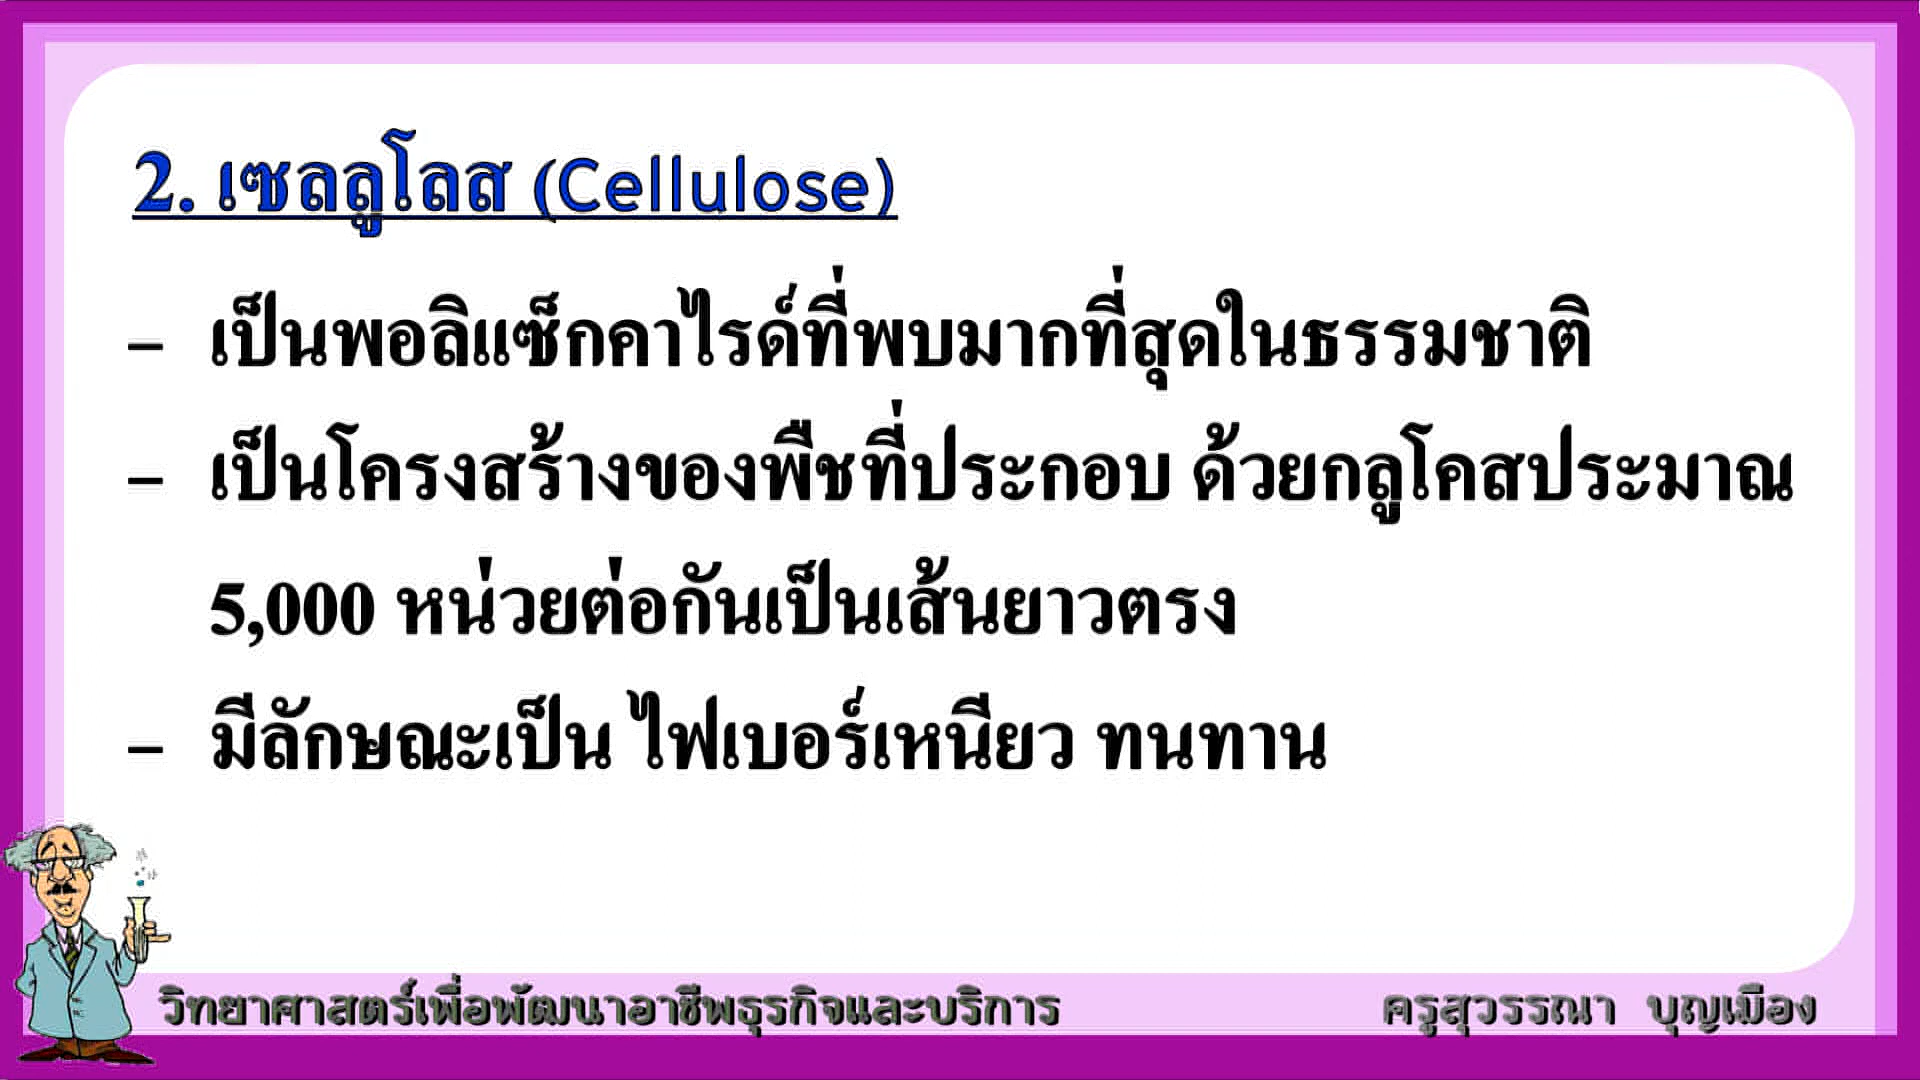 2. เซลลูโลส (Cellulose)
– เป็นพอลิแซ็กคาไรด์ที่พบมากที่สุดในธรรมชาติ
– เป็นโครงสร้างของพืชที่ประกอบ ด้วยกลูโคสประมาณ
5,000 หน่วยต่อกันเป็นเส้นยาวตรง
– มีลักษณะเป็น ไฟเบอร์เหนียว ทนทาน
วิทยาศาสตร์เพื่อพัฒนาอาชีพธุรกิจและบริการ ครูสุวรรณา บุญเมือง